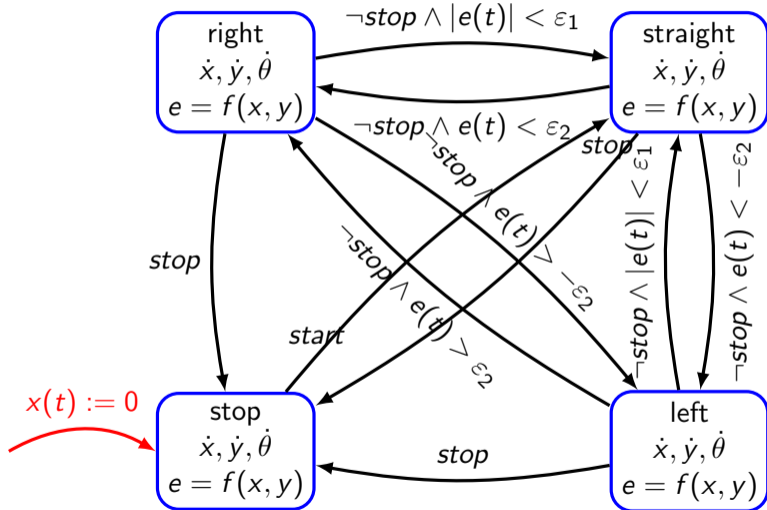 ¬stop ∧ |e(t)| < ε₁
right
ẋ, ẏ, θ̇
e = f(x, y)
straight
ẋ, ẏ, θ̇
e = f(x, y)
¬stop ∧ e(t) < ε₂
stop
¬stop ∧ e(t) > −ε₂
¬stop ∧ |e(t)| < ε₁
¬stop ∧ e(t) < −ε₂
stop
¬stop ∧ e(t) > ε₂
start
x(t) := 0
stop
ẋ, ẏ, θ̇
e = f(x, y)
stop
left
ẋ, ẏ, θ̇
e = f(x, y)